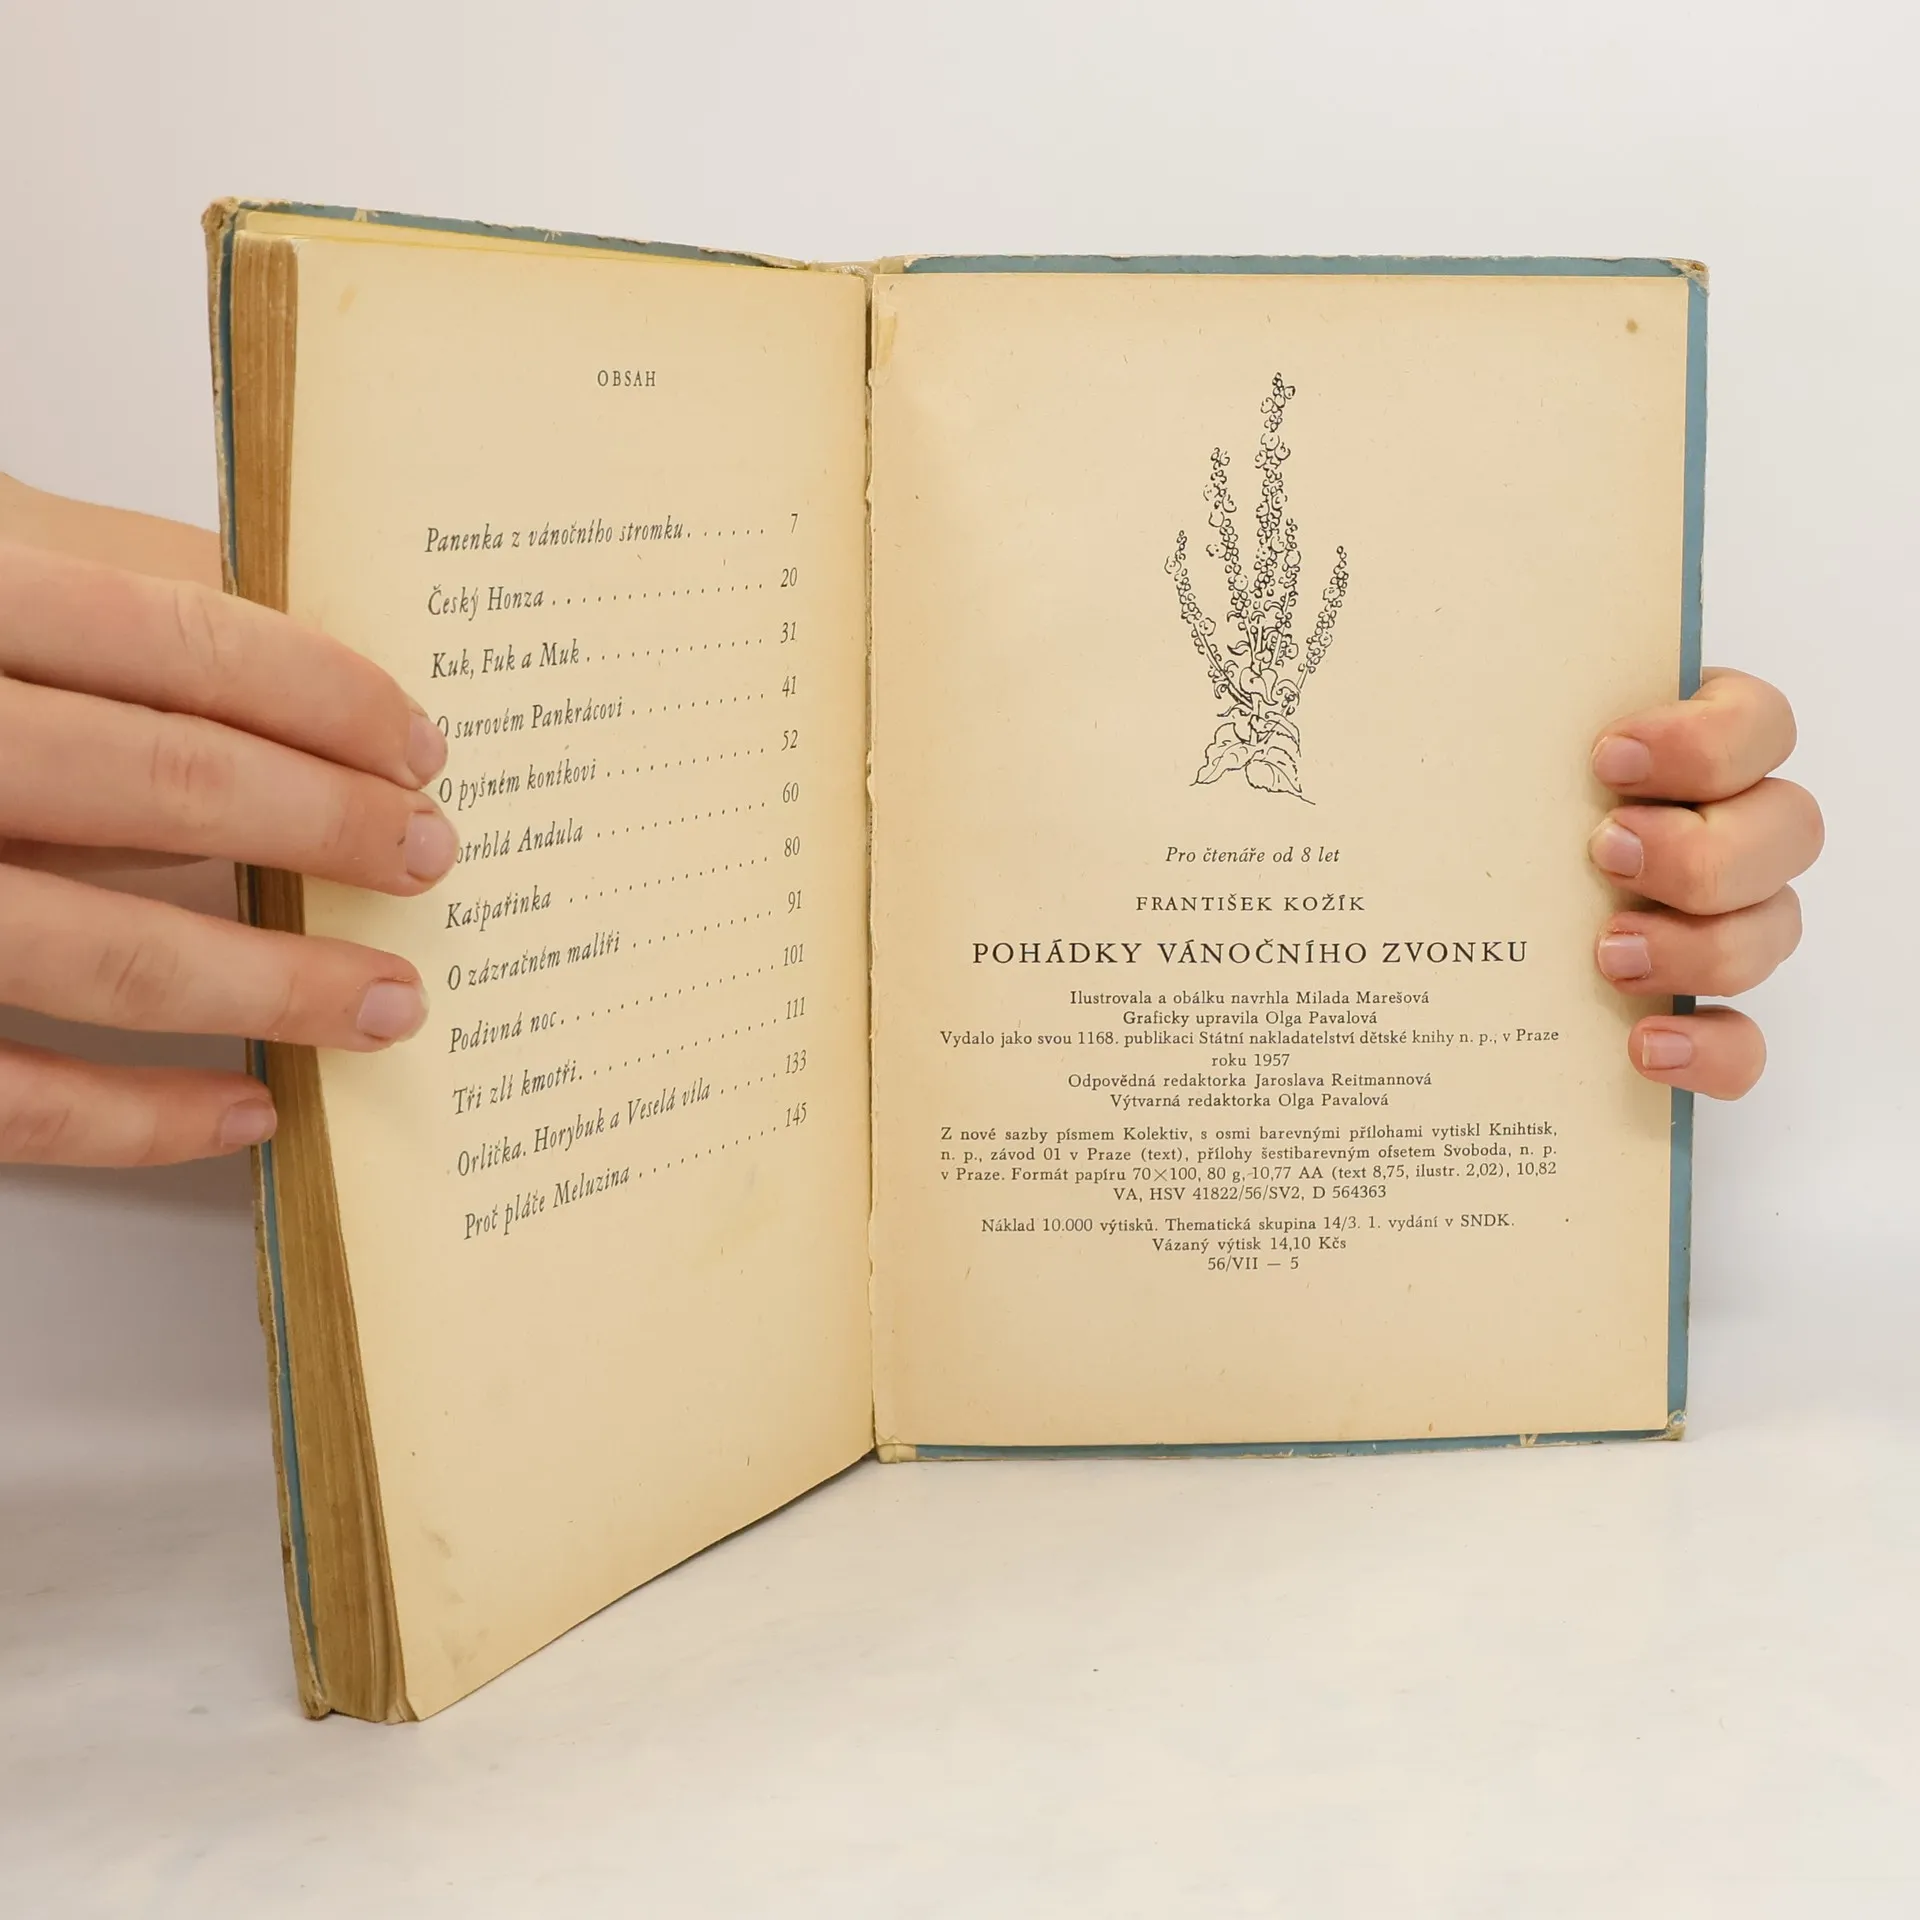 OBSAH
Panenka z vánočního stromku. . . . . . 7
Český Honza . . . . . . . . . . . . . . . 20
Kuk, Fuk a Muk . . . . . . . . . . . . . 31
O surovém Pankrácovi . . . . . . . . . . 41
O pyšném koníkovi . . . . . . . . . . . 52
Andula . . . . . . . . . . . . 60
Kašpařinka . . . . . . . . . . . . . 80
O zázračném malíři . . . . . . . . . . 91
Podivná noc . . . . . . . . . . . . . . 101
Tři zlí kmotři . . . . . . . . . . . . . 111
Orlička. Horybuk a Veselá víla . . . . . 133
Proč pláče Meluzina . . . . . . . . . . 145
Pro čtenáře od 8 let
FRANTIŠEK KOŽÍK
POHÁDKY VÁNOČNÍHO ZVONKU
Ilustrovala a obálku navrhla Milada Marešová
Graficky upravila Olga Pavalová
Vydalo jako svou 1168. publikaci Státní nakladatelství dětské knihy n. p., v Praze
roku 1957
Odpovědná redaktorka Jaroslava Reitmannová
Výtvarná redaktorka Olga Pavalová
Z nové sazby písmem Kolektiv, s osmi barevnými přílohami vytiskl Knihtisk,
n. p., závod 01 v Praze (text), přílohy šestibarevným ofsetem Svoboda, n. p.
v Praze. Formát papíru 70×100, 80 g, 10,77 AA (text 8,75, ilustr. 2,02), 10,82
VA, HSV 41822/56/SV2, D 564363
Náklad 10.000 výtisků. Thematická skupina 14/3. 1. vydání v SNDK.
Vázaný výtisk 14,10 Kčs
56/VII — 5